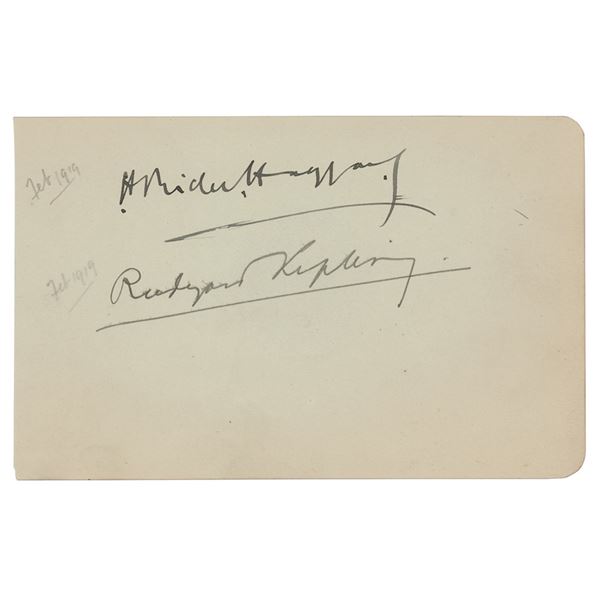 Feb 1919
H. Rider Haggard
Feb 1919
Rudyard Kipling.